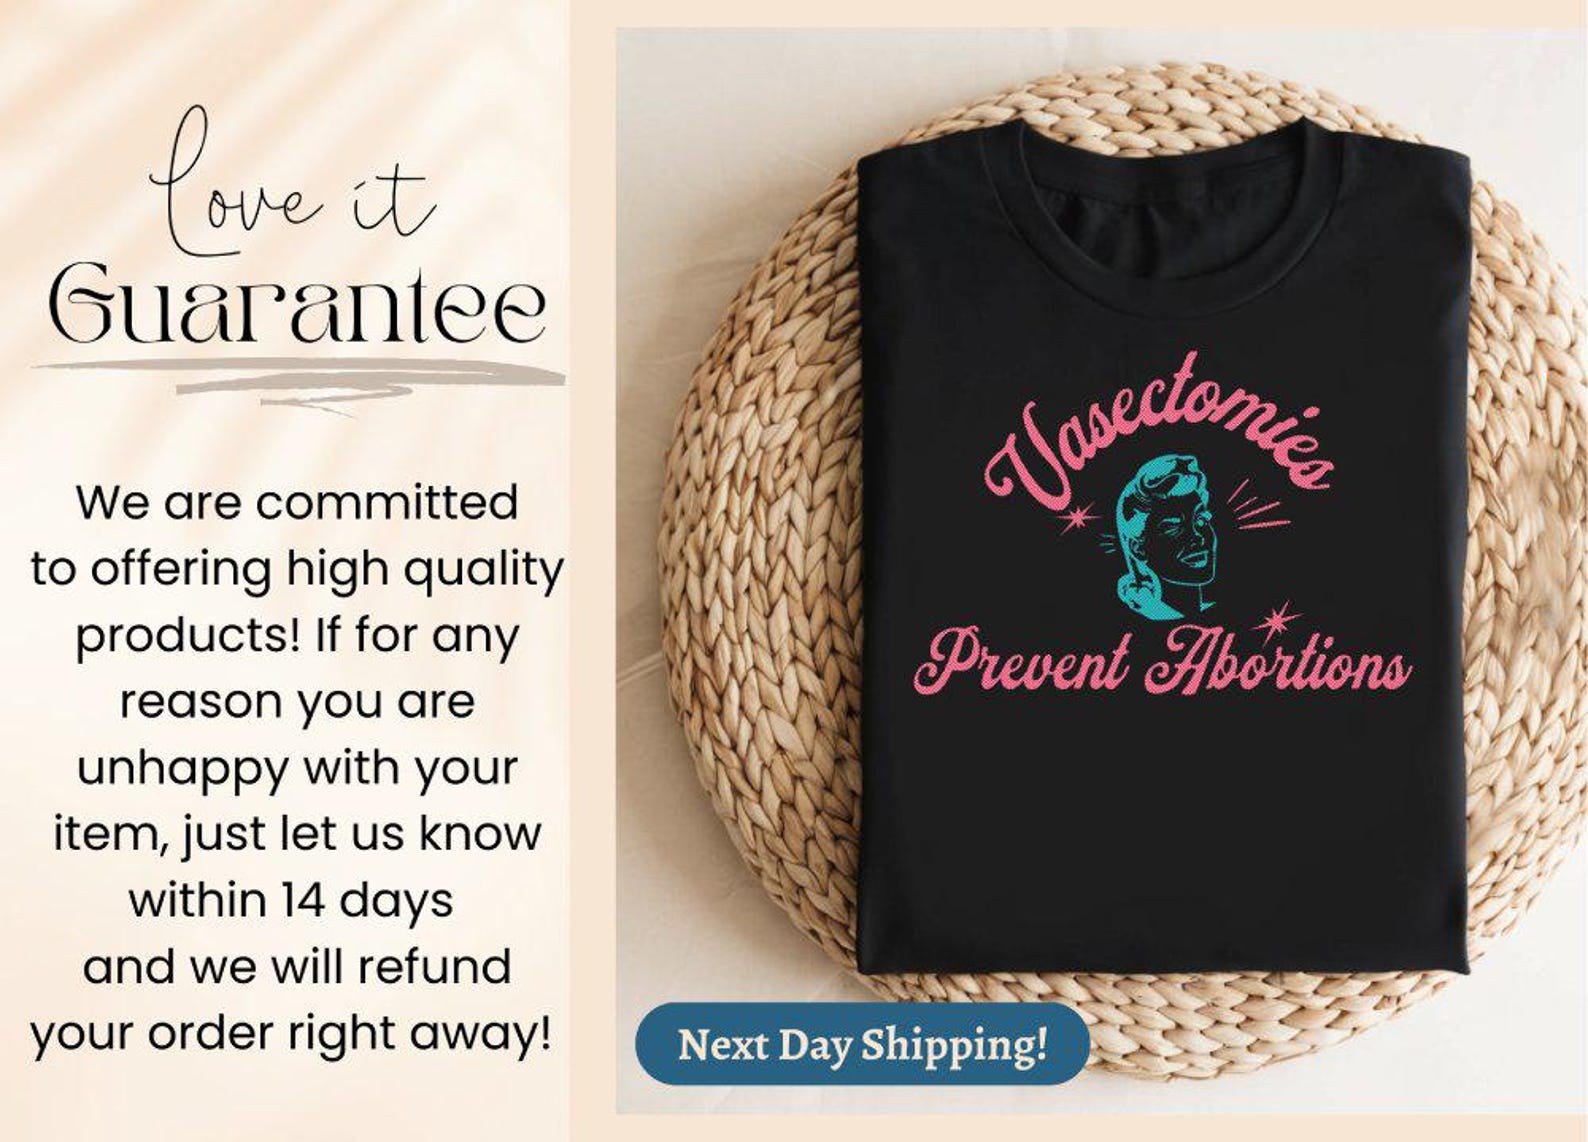 Love it
Guarantee
We are committed
to offering high quality
products! If for any
reason you are
unhappy with your
item, just let us know
within 14 days
and we will refund
your order right away!
Vasectomies
Prevent Abortions
Next Day Shipping!